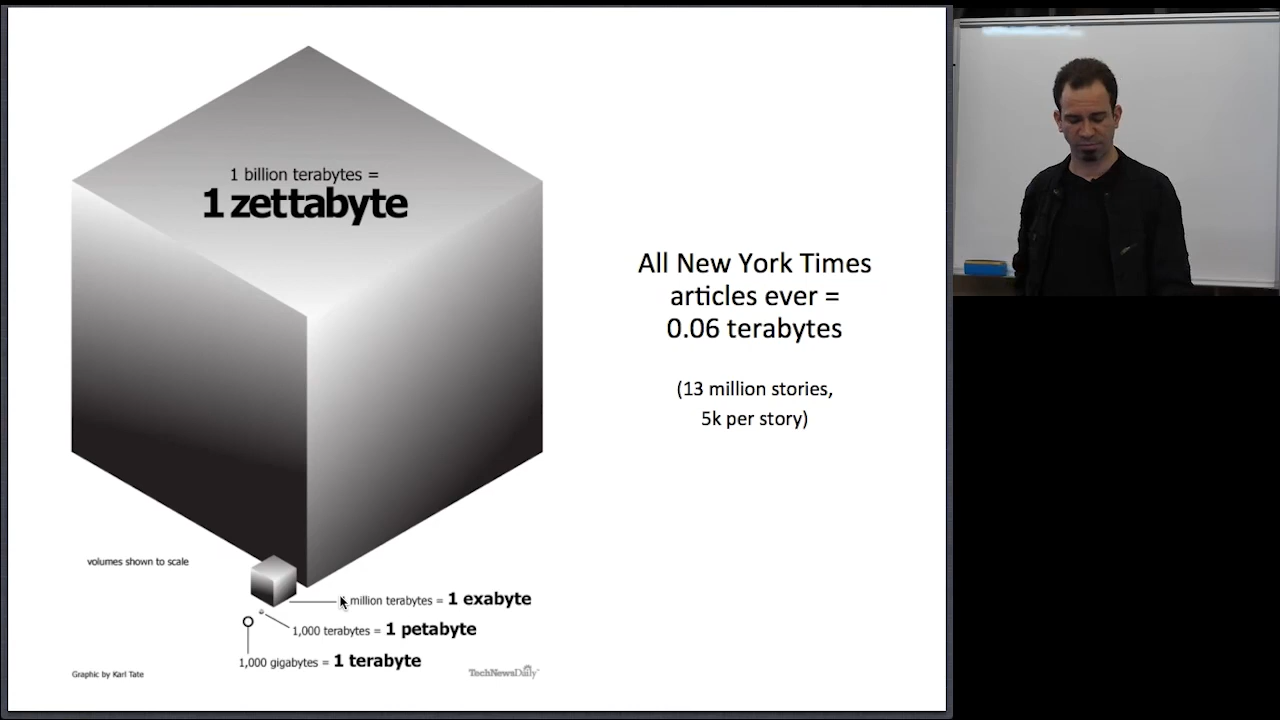 1 billion terabytes =
1 zettabyte
All New York Times
articles ever =
0.06 terabytes
(13 million stories,
5k per story)
volumes shown to scale
million terabytes = 1 exabyte
1,000 terabytes = 1 petabyte
1,000 gigabytes = 1 terabyte
Graphic by Karl Tate
TechNewsDaily